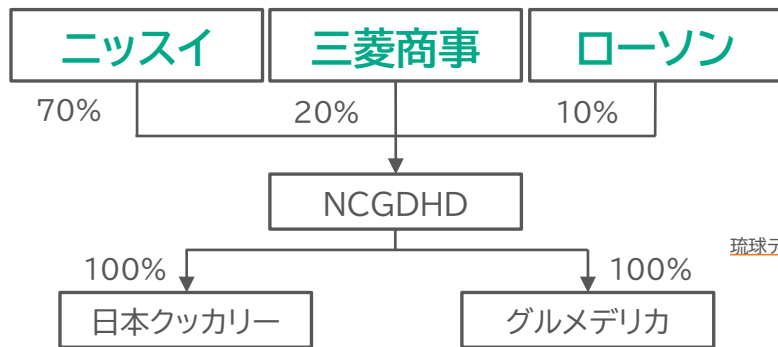 ニッスイ 三菱商事 ローソン
70% 20% 10%
NCGDHD
琉球デ
100% 100%
日本クッカリー グルメデリカ